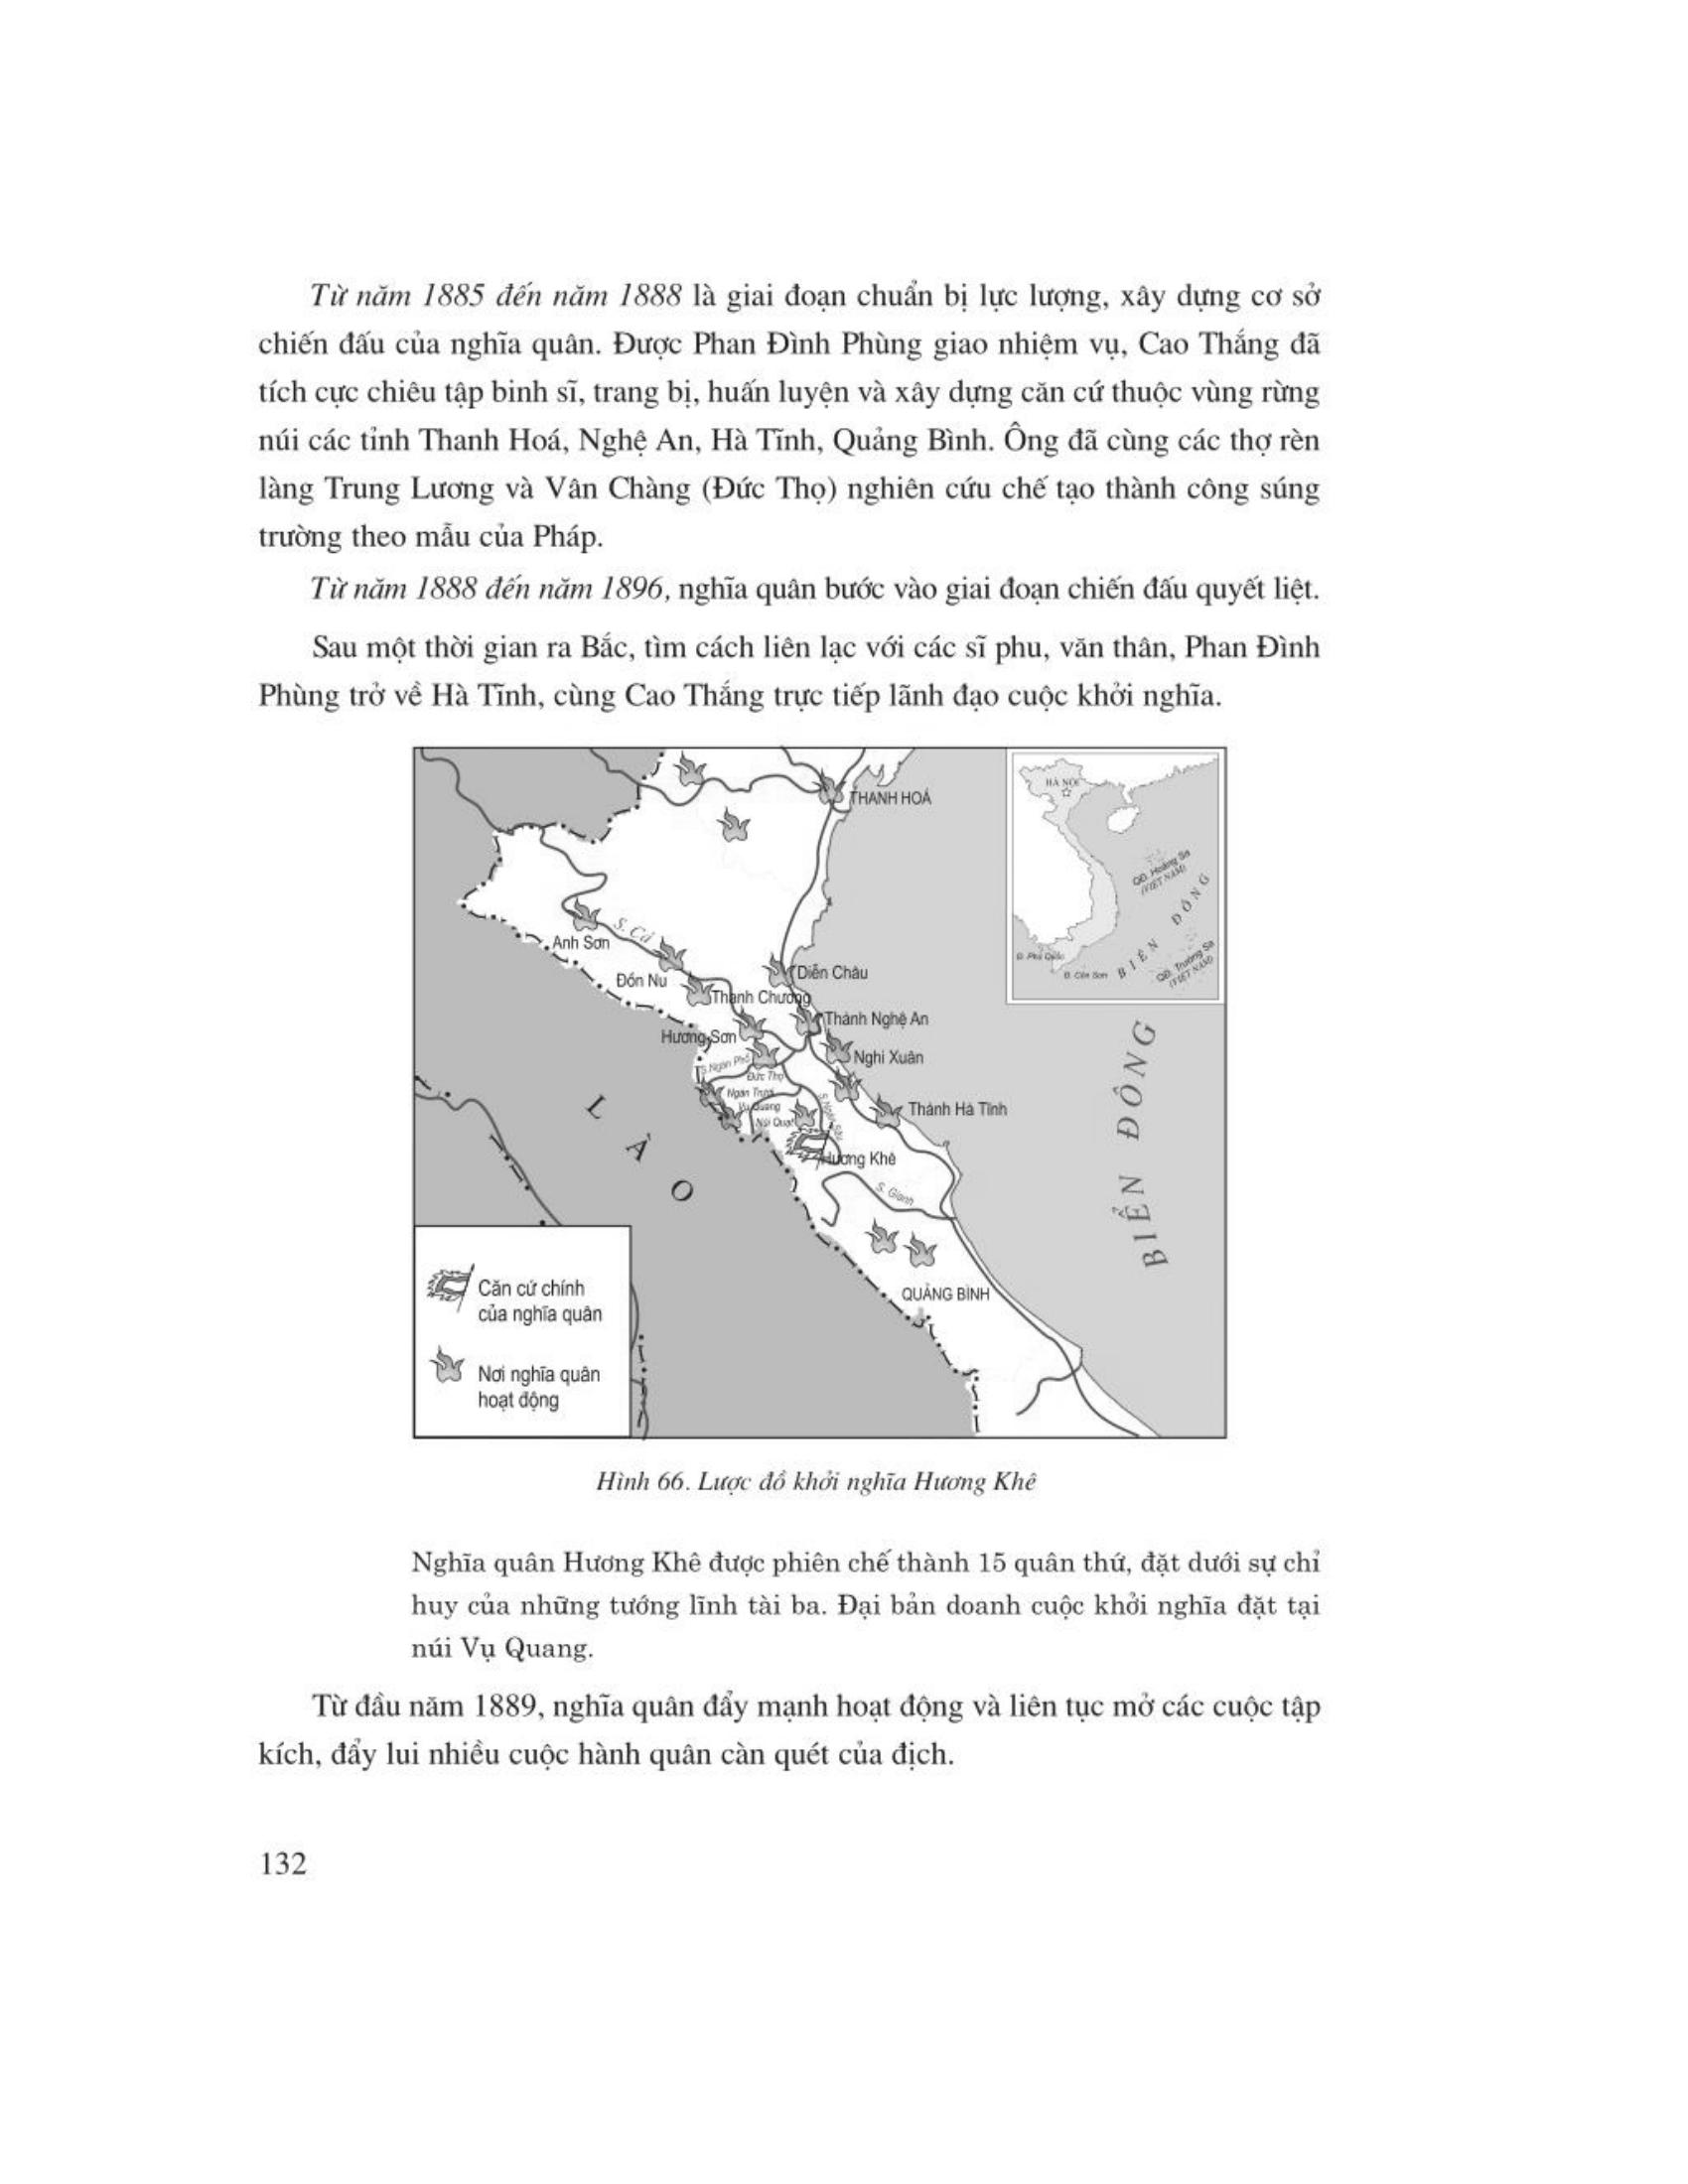 Từ năm 1885 đến năm 1888 là giai đoạn chuẩn bị lực lượng, xây dựng cơ sở
chiến đấu của nghĩa quân. Được Phan Đình Phùng giao nhiệm vụ, Cao Thắng đã
tích cực chiêu tập binh sĩ, trang bị, huấn luyện và xây dựng căn cứ thuộc vùng rừng
núi các tỉnh Thanh Hoá, Nghệ An, Hà Tĩnh, Quảng Bình. Ông đã cùng các thợ rèn
làng Trung Lương và Vân Chàng (Đức Thọ) nghiên cứu chế tạo thành công súng
trường theo mẫu của Pháp.
Từ năm 1888 đến năm 1896, nghĩa quân bước vào giai đoạn chiến đấu quyết liệt.
Sau một thời gian ra Bắc, tìm cách liên lạc với các sĩ phu, văn thân, Phan Đình
Phùng trở về Hà Tĩnh, cùng Cao Thắng trực tiếp lãnh đạo cuộc khởi nghĩa.
THANH HOÁ
HÀ NỘI
QĐ. Hoàng Sa
(VIỆT NAM)
BIỂN ĐÔNG
Đ. Phú Quốc
Đ. Côn Sơn
QĐ. Trường Sa
(VIỆT NAM)
S. Cả
Anh Sơn
Đồn Nu
Diễn Châu
Thanh Chương
Thành Nghệ An
Hương Sơn
Nghi Xuân
S. Ngàn Phố
Đức Thọ
Ngàn Trươi
Vụ Quang
Núi Quạt
S. Ngàn Sâu
Thành Hà Tĩnh
Hương Khê
S. Gianh
LÀO
BIỂN ĐÔNG
QUẢNG BÌNH
Căn cứ chính
của nghĩa quân
Nơi nghĩa quân
hoạt động
Hình 66. Lược đồ khởi nghĩa Hương Khê
Nghĩa quân Hương Khê được phiên chế thành 15 quân thứ, đặt dưới sự chỉ
huy của những tướng lĩnh tài ba. Đại bản doanh cuộc khởi nghĩa đặt tại
núi Vụ Quang.
Từ đầu năm 1889, nghĩa quân đẩy mạnh hoạt động và liên tục mở các cuộc tập
kích, đẩy lui nhiều cuộc hành quân càn quét của địch.
132